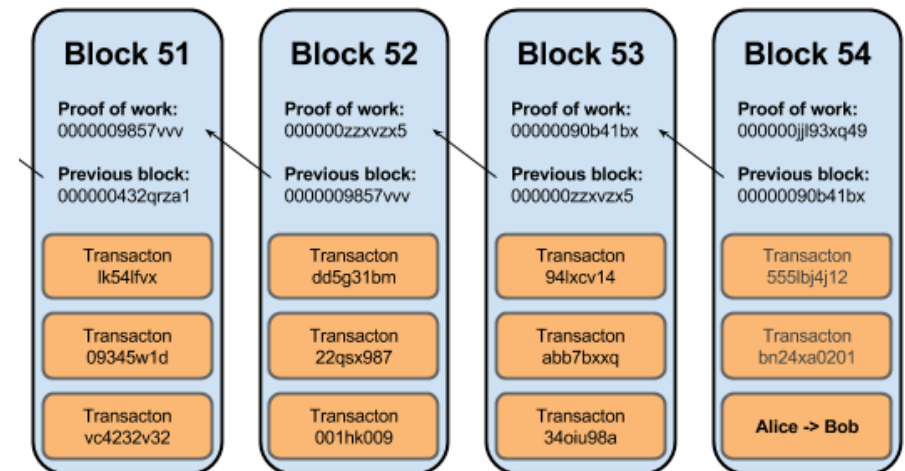 Block 51
Proof of work:
0000009857vvv
Previous block:
000000432qrza1
Transacton
lk54lfvx
Transacton
09345w1d
Transacton
vc4232v32
Block 52
Proof of work:
000000zzxvzx5
Previous block:
0000009857vvv
Transacton
dd5g31bm
Transacton
22qsx987
Transacton
001hk009
Block 53
Proof of work:
00000090b41bx
Previous block:
000000zzxvzx5
Transacton
94lxcv14
Transacton
abb7bxxq
Transacton
34oiu98a
Block 54
Proof of work:
000000jjl93xq49
Previous block:
00000090b41bx
Transacton
555lbj4j12
Transacton
bn24xa0201
Alice -> Bob